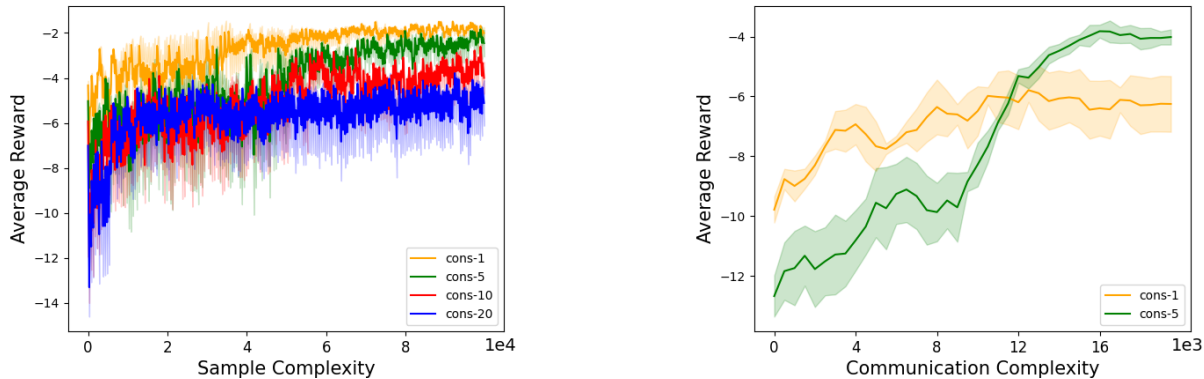 −2
−4
−6
−8
−10
−12
−14
Average Reward
0
2
4
6
8
1e4
Sample Complexity
cons-1
cons-5
cons-10
cons-20
−4
−6
−8
−10
−12
Average Reward
0
4
8
12
16
1e3
Communication Complexity
cons-1
cons-5